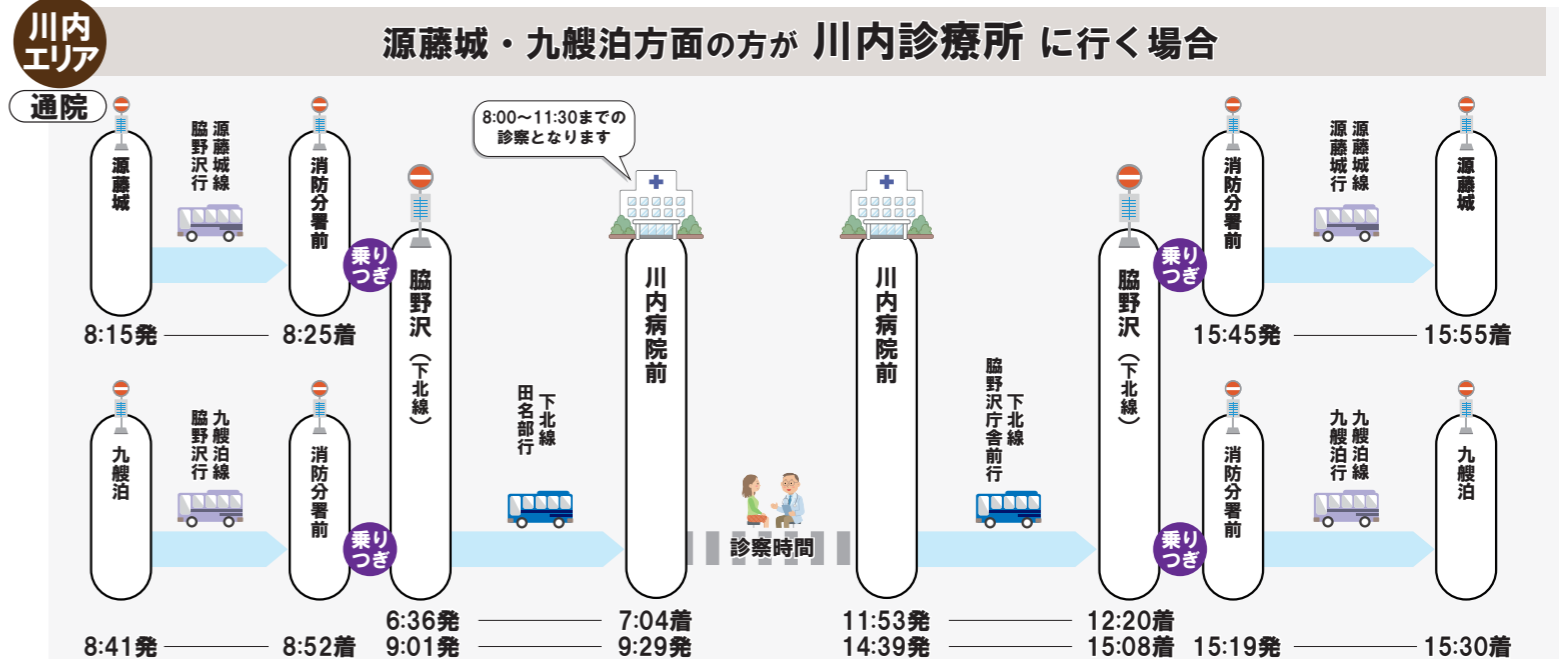 川内
エリア
源藤城・九艘泊方面の方が 川内診療所 に行く場合
通院
源藤城
源藤城線
脇野沢行
消防分署前
8:15発
8:25着
九艘泊
九艘泊線
脇野沢行
消防分署前
8:41発
8:52着
乗り
つぎ
乗り
つぎ
脇野沢（下北線）
下北線
田名部行
8:00〜11:30までの
診察となります
川内病院前
6:36発
7:04着
9:01発
9:29着
診察時間
川内病院前
下北線
脇野沢庁舎前行
脇野沢（下北線）
11:53発
12:20着
14:39発
15:08着
乗り
つぎ
乗り
つぎ
消防分署前
源藤城線
源藤城行
源藤城
15:45発
15:55着
消防分署前
九艘泊線
九艘泊行
九艘泊
15:19発
15:30着